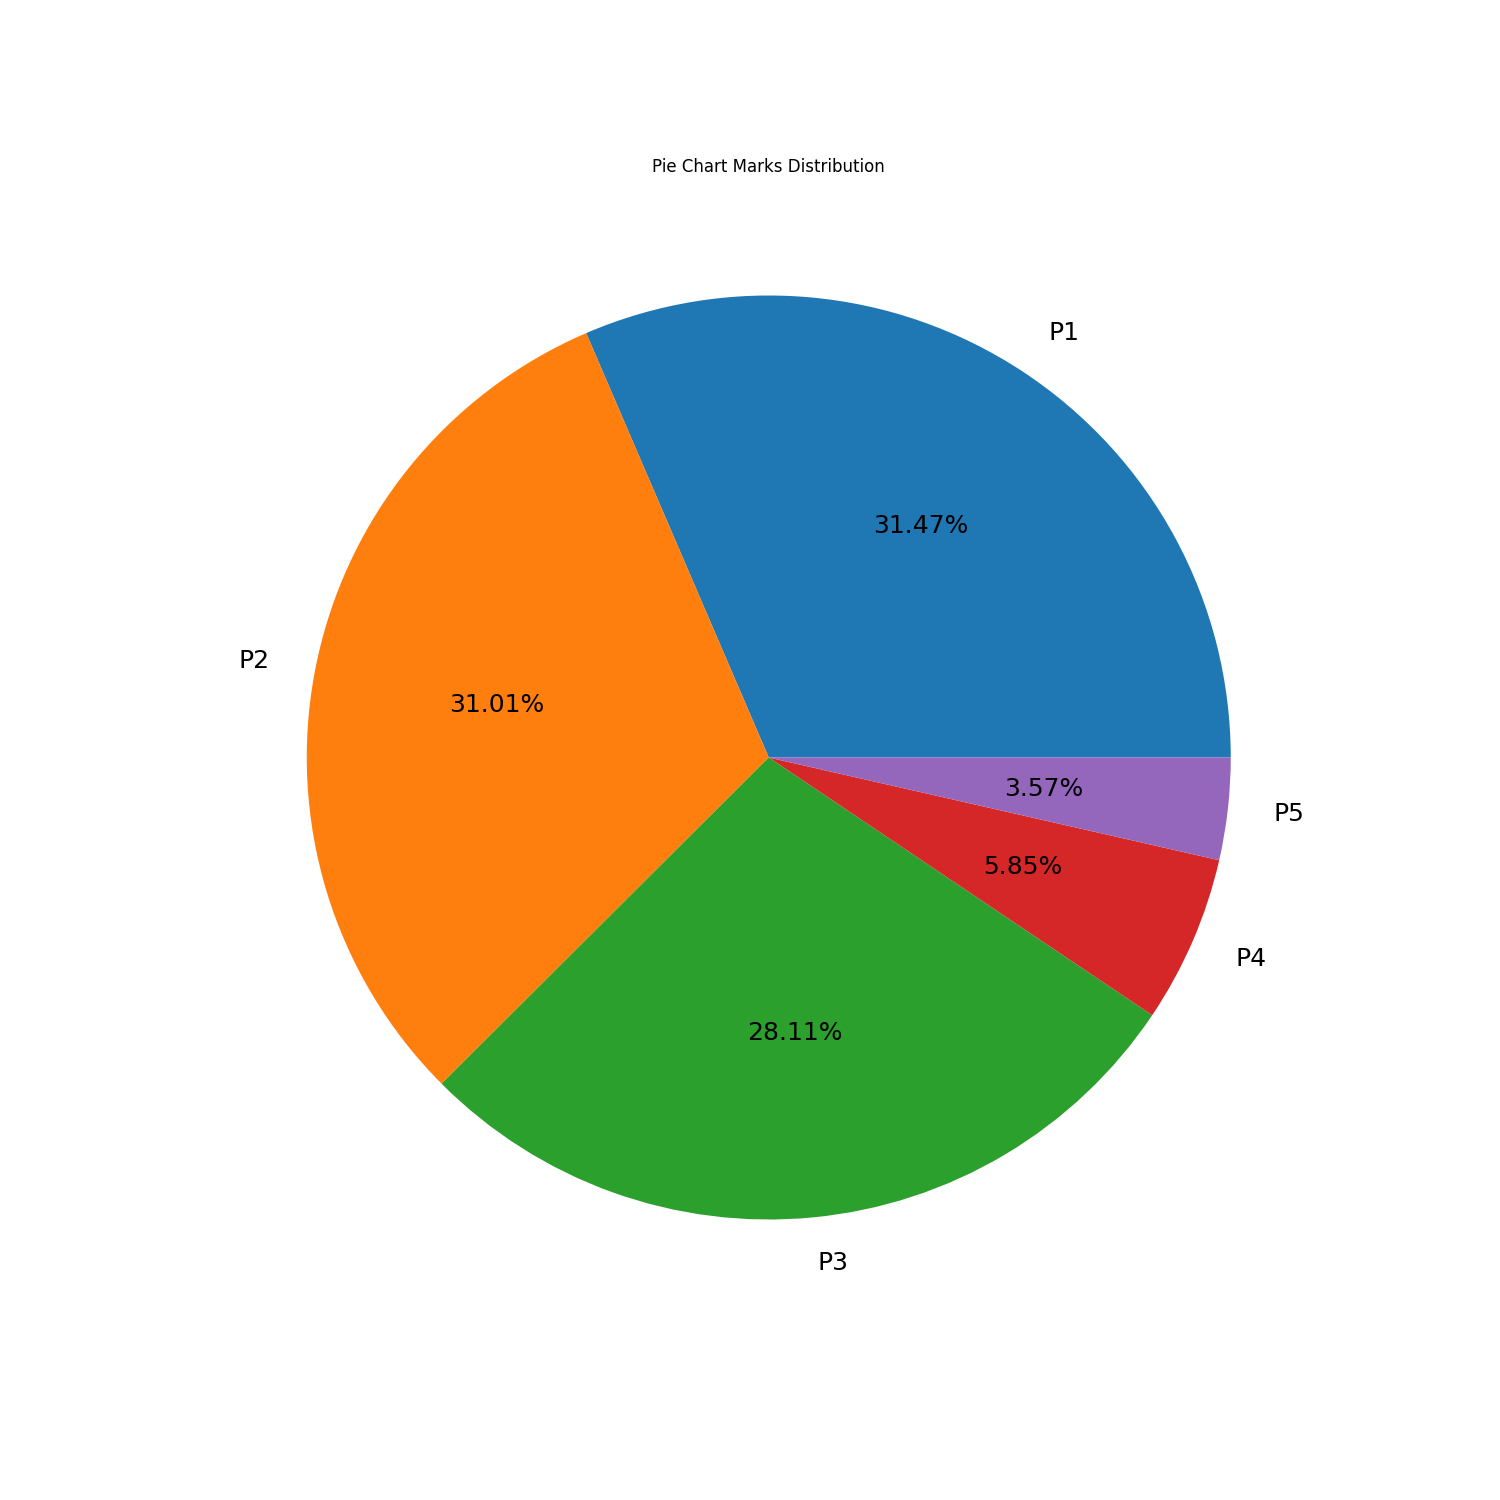 Pie Chart Marks Distribution
P1
31.47%
P2
31.01%
3.57%
P5
5.85%
P4
28.11%
P3